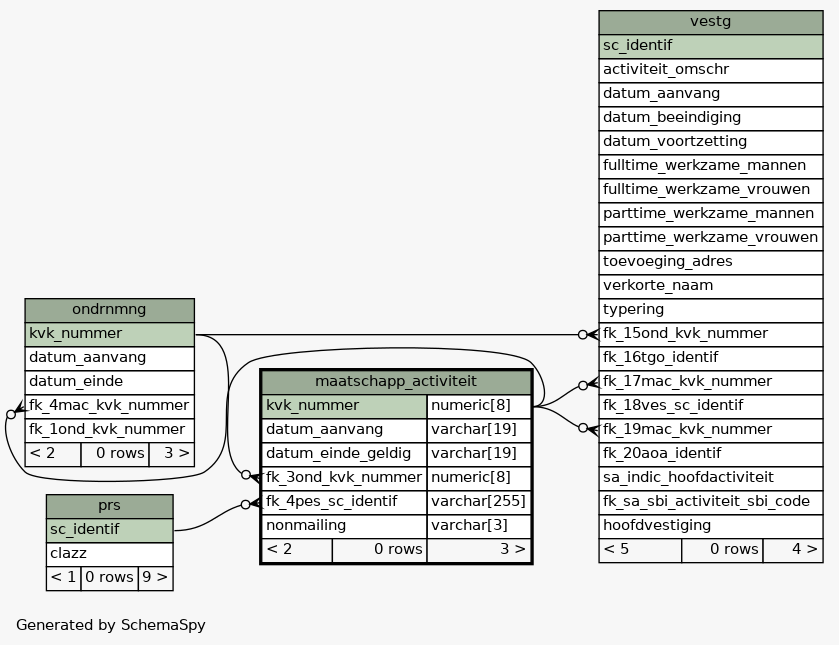 vestg
sc_identif
activiteit_omschr
datum_aanvang
datum_beeindiging
datum_voortzetting
fulltime_werkzame_mannen
fulltime_werkzame_vrouwen
parttime_werkzame_mannen
parttime_werkzame_vrouwen
toevoeging_adres
verkorte_naam
typering
fk_15ond_kvk_nummer
fk_16tgo_identif
fk_17mac_kvk_nummer
fk_18ves_sc_identif
fk_19mac_kvk_nummer
fk_20aoa_identif
sa_indic_hoofdactiviteit
fk_sa_sbi_activiteit_sbi_code
hoofdvestiging
< 5 0 rows 4 >
ondrnmng
kvk_nummer
datum_aanvang
datum_einde
fk_4mac_kvk_nummer
fk_1ond_kvk_nummer
< 2 0 rows 3 >
maatschapp_activiteit
kvk_nummer numeric[8]
datum_aanvang varchar[19]
datum_einde_geldig varchar[19]
fk_3ond_kvk_nummer numeric[8]
fk_4pes_sc_identif varchar[255]
nonmailing varchar[3]
< 2 0 rows 3 >
prs
sc_identif
clazz
< 1 0 rows 9 >
Generated by SchemaSpy